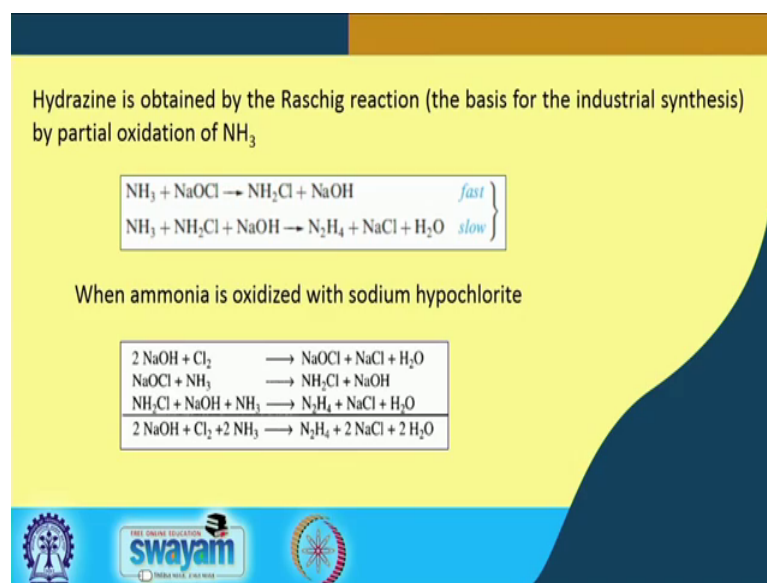 Hydrazine is obtained by the Raschig reaction (the basis for the industrial synthesis)
by partial oxidation of NH₃
NH₃ + NaOCl → NH₂Cl + NaOH fast
NH₃ + NH₂Cl + NaOH → N₂H₄ + NaCl + H₂O slow
When ammonia is oxidized with sodium hypochlorite
2 NaOH + Cl₂ → NaOCl + NaCl + H₂O
NaOCl + NH₃ → NH₂Cl + NaOH
NH₂Cl + NaOH + NH₃ → N₂H₄ + NaCl + H₂O
2 NaOH + Cl₂ +2 NH₃ → N₂H₄ + 2 NaCl + 2 H₂O
FREE ONLINE EDUCATION
swayam